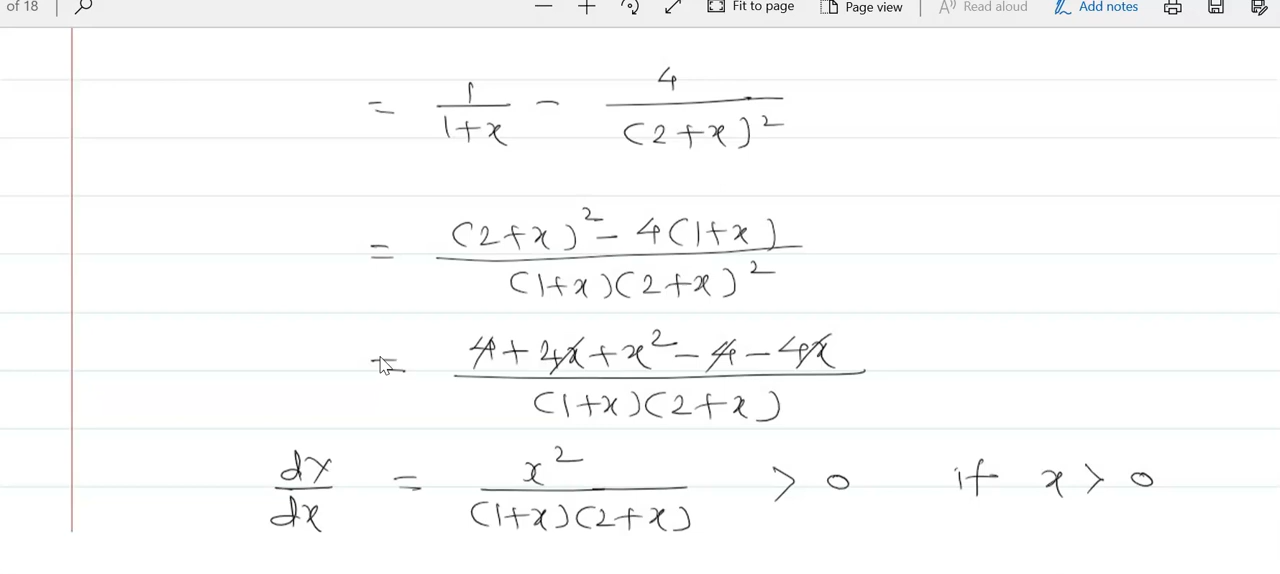 of 18 Fit to page Page view Read aloud Add notes
= 1/(1+x) - 4/(2+x)²
= ((2+x)² - 4(1+x))/((1+x)(2+x)²)
= (4+4x+x²-4-4x)/((1+x)(2+x))
dy/dx = x²/((1+x)(2+x)) > 0 if x > 0